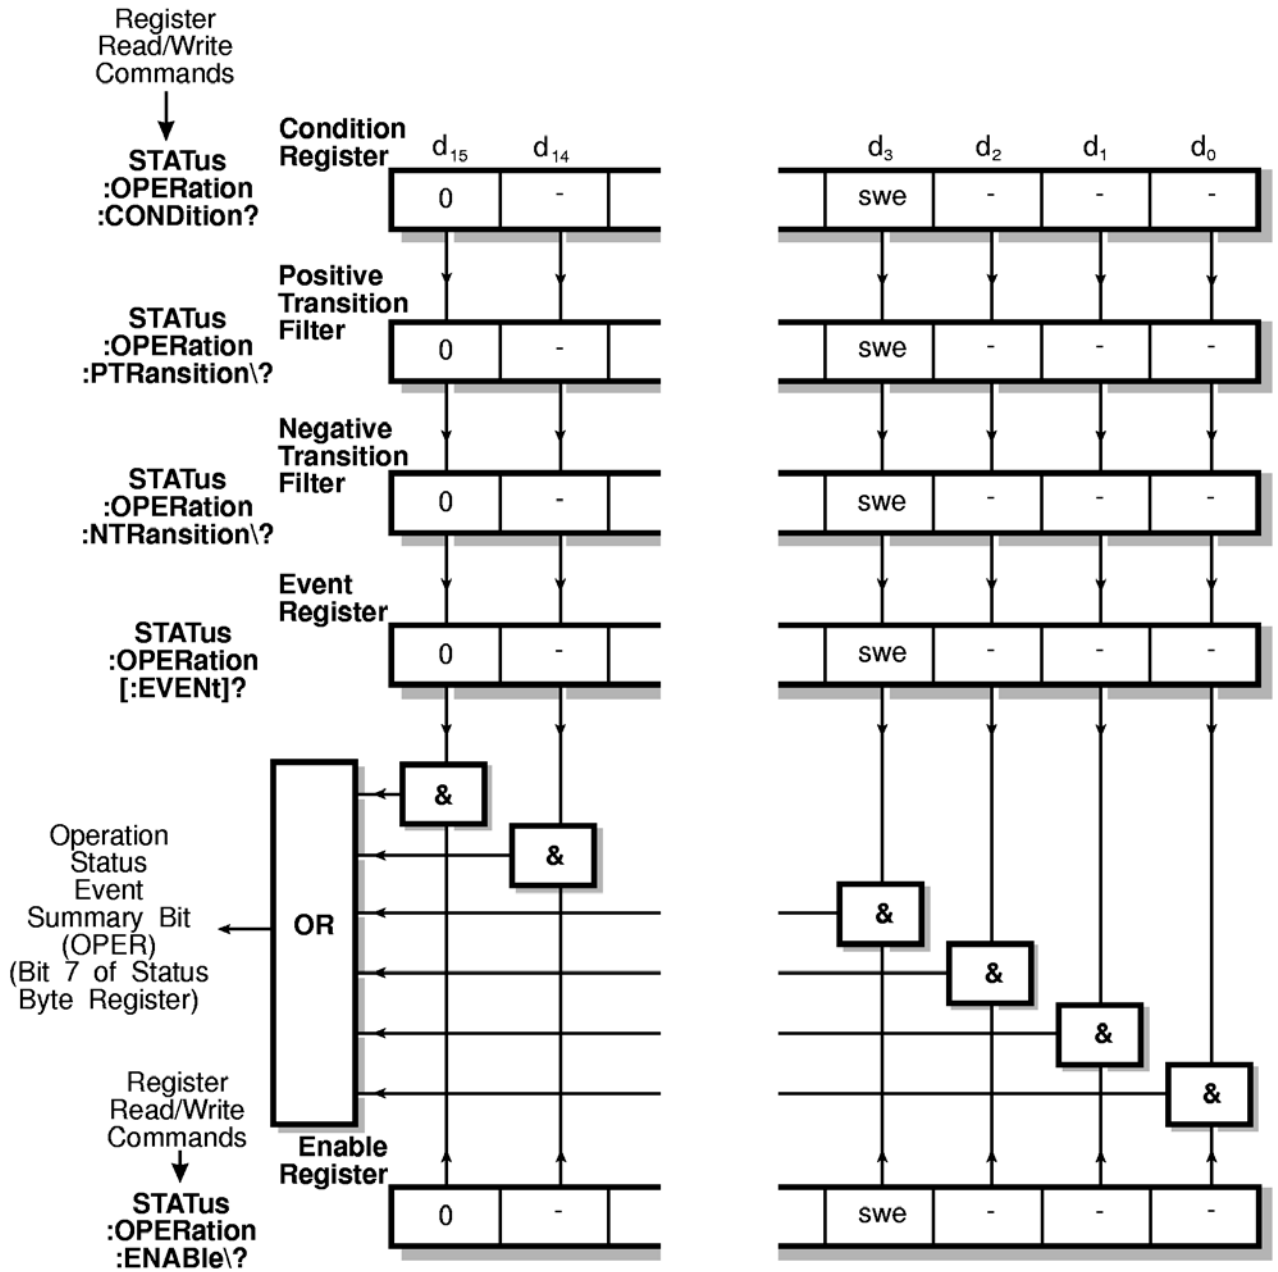 Register
Read/Write
Commands
STATus
:OPERation
:CONDition?
Condition
Register
d15 d14 d3 d2 d1 d0
0 - swe - - -
Positive
Transition
Filter
STATus
:OPERation
:PTRansition\?
0 - swe - - -
Negative
Transition
Filter
STATus
:OPERation
:NTRansition\?
0 - swe - - -
Event
Register
STATus
:OPERation
[:EVENt]?
0 - swe - - -
&
&
&
&
&
&
OR
Operation
Status
Event
Summary Bit
(OPER)
(Bit 7 of Status
Byte Register)
Register
Read/Write
Commands
Enable
Register
STATus
:OPERation
:ENABle\?
0 - swe - - -